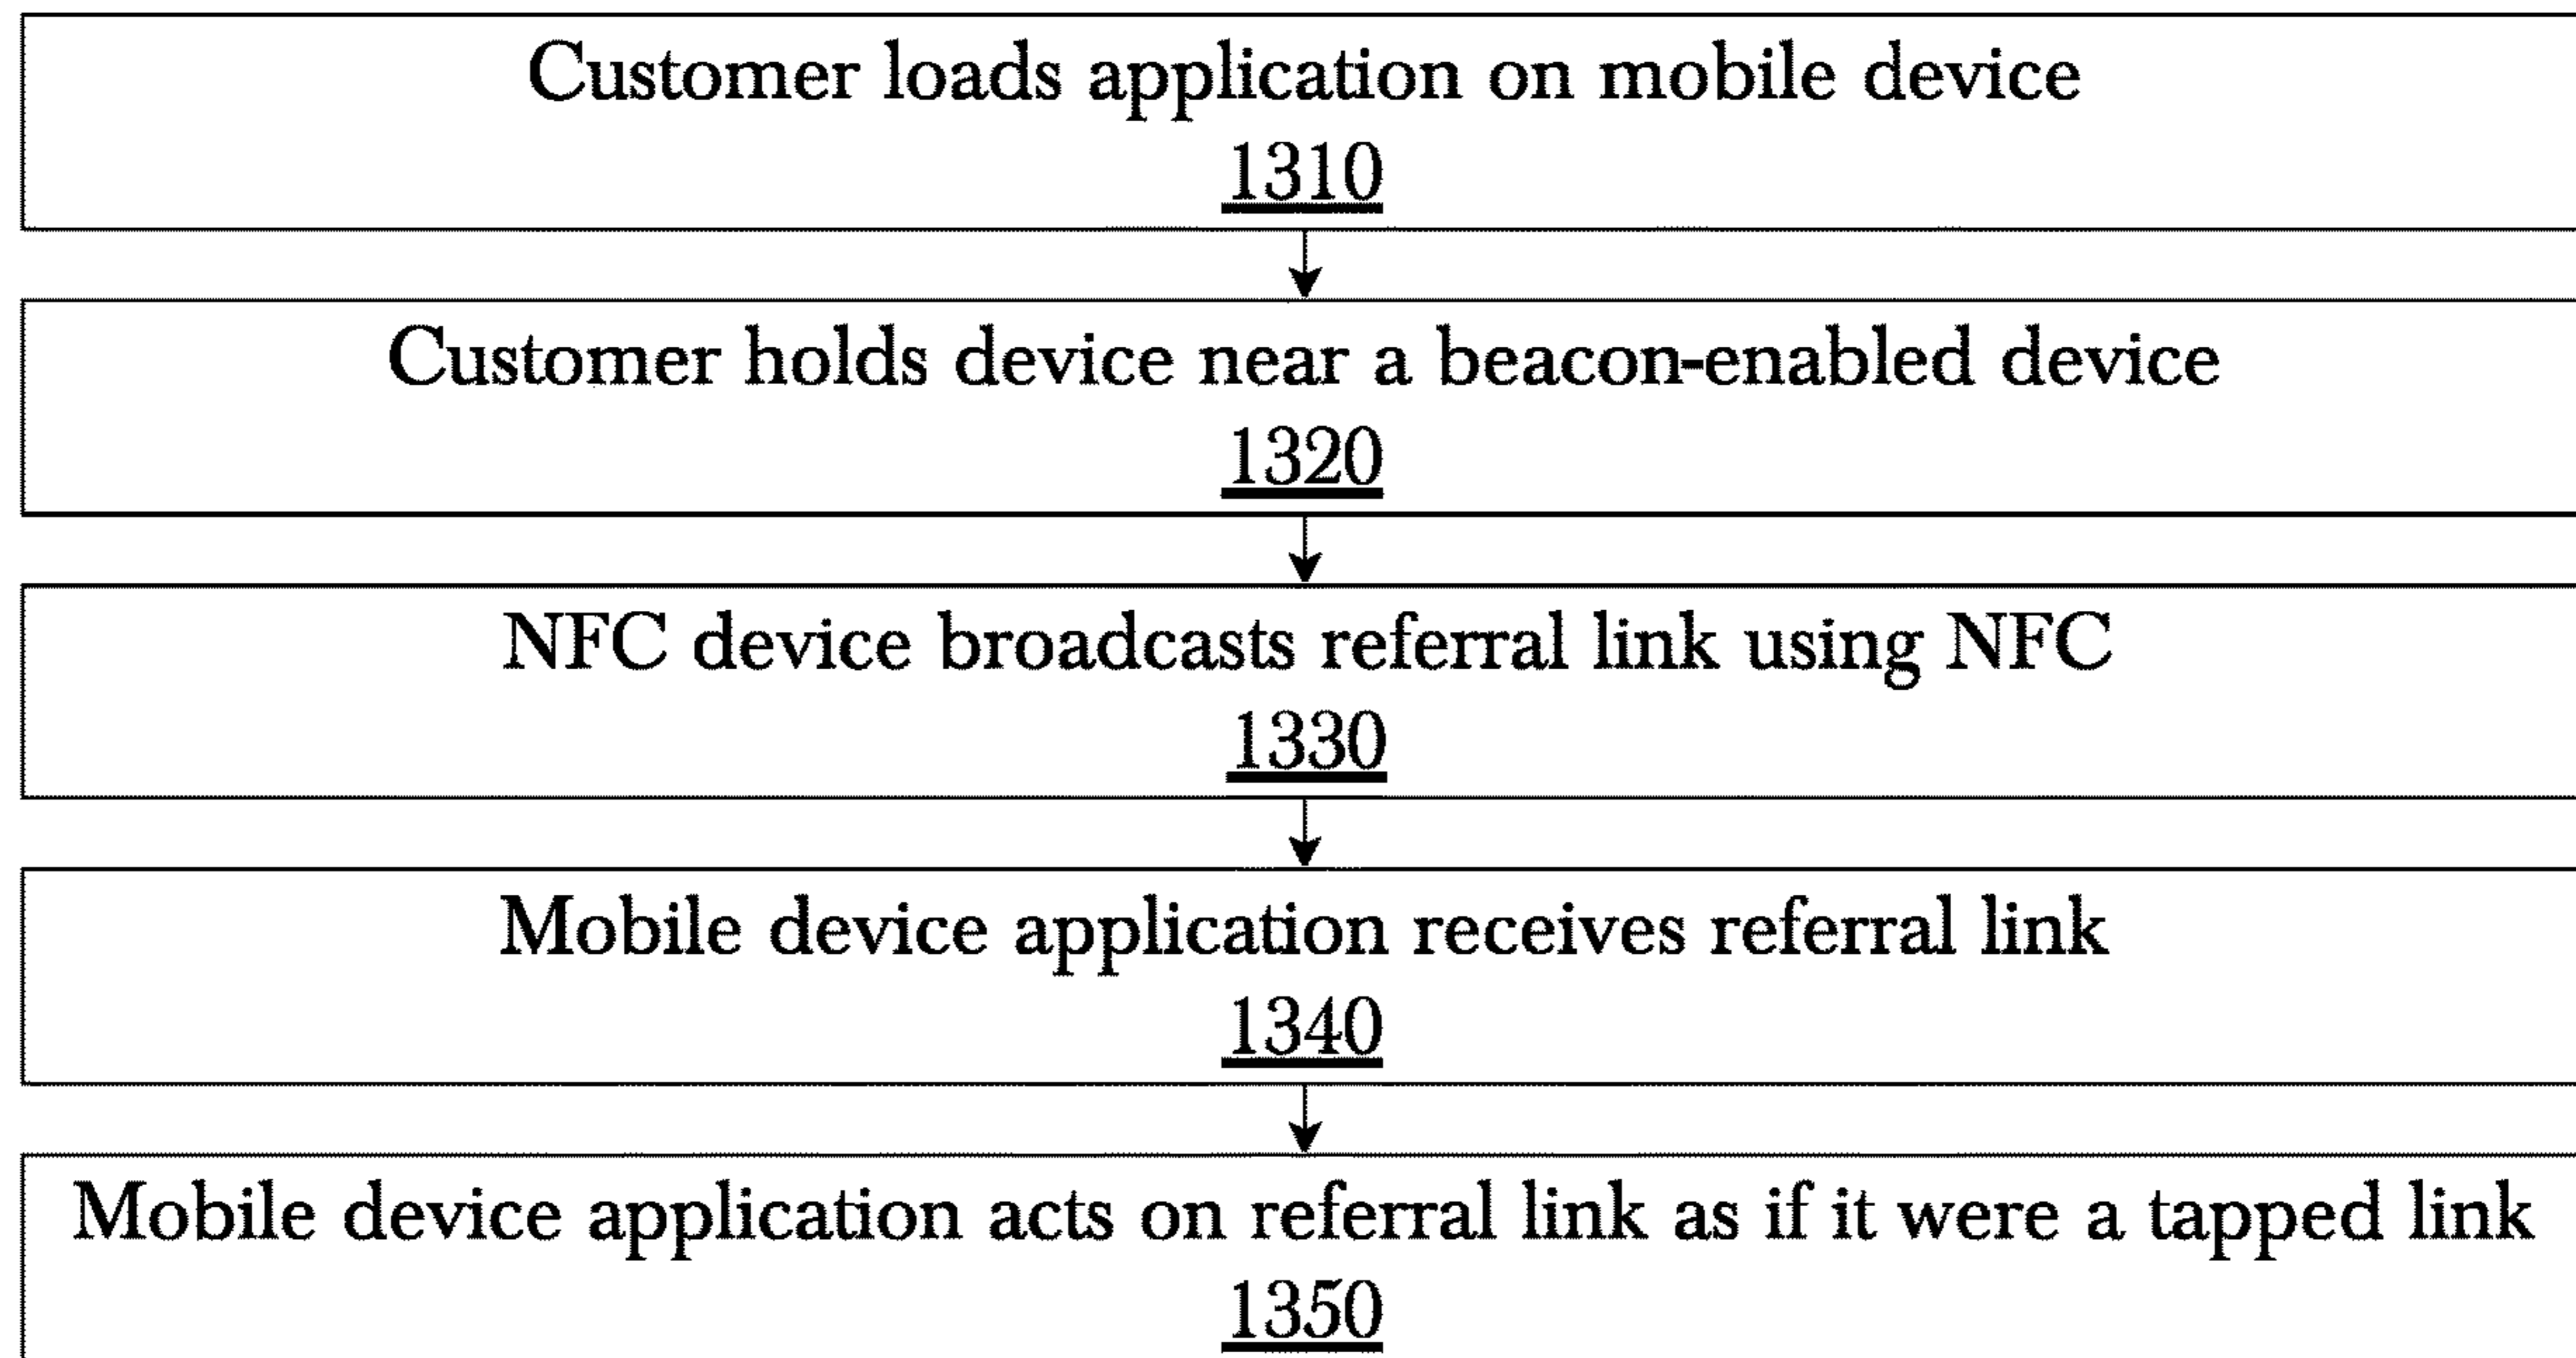 Customer loads application on mobile device
1310
Customer holds device near a beacon-enabled device
1320
NFC device broadcasts referral link using NFC
1330
Mobile device application receives referral link
1340
Mobile device application acts on referral link as if it were a tapped link
1350